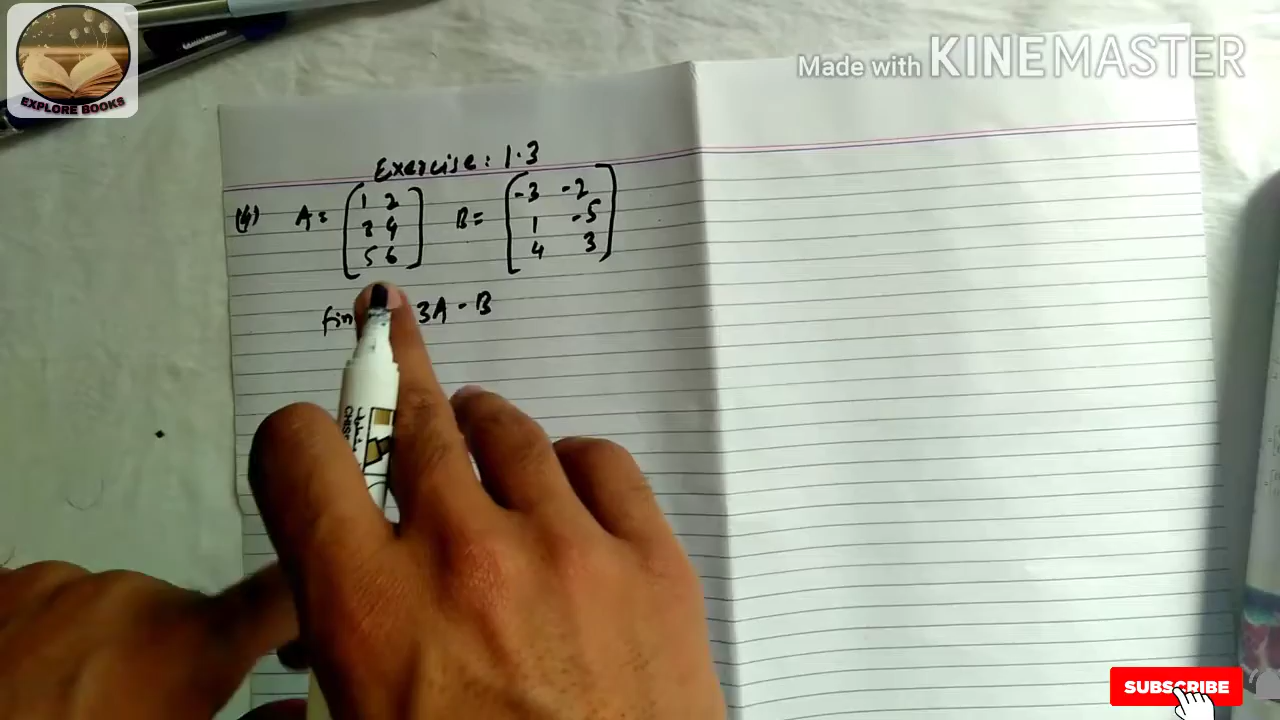 EXPLORE BOOKS
Made with KINEMASTER
Exercise: 1.3
(4) A = [1 2 B = [-3 -2
2 4 1 -5
5 6] 4 3]
3A - B
SUBSCRIBE